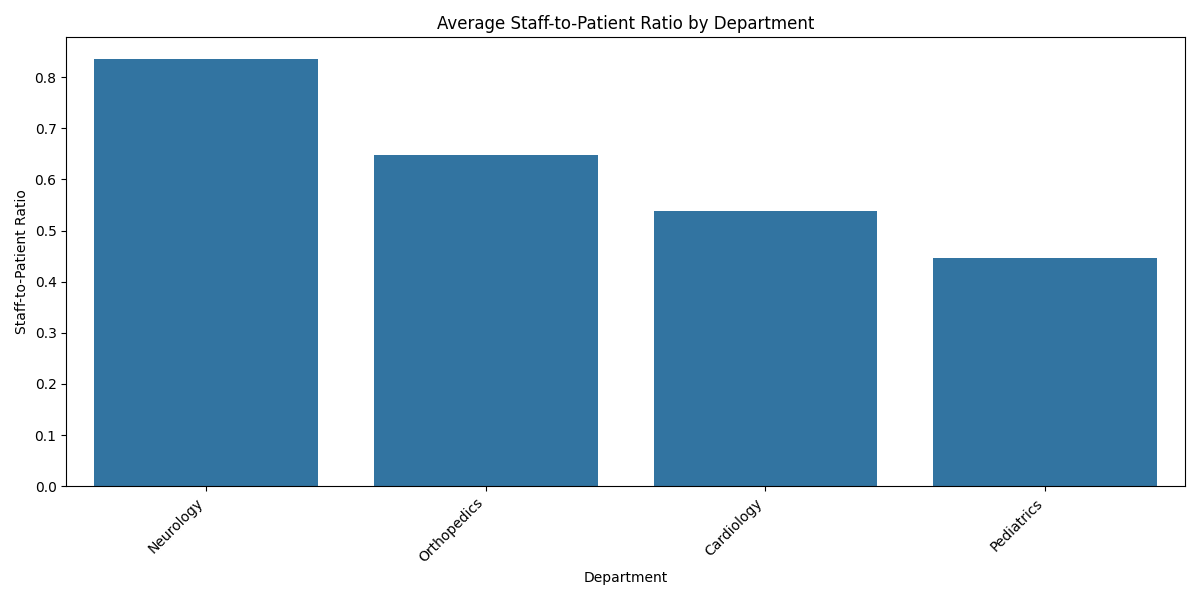 Average Staff-to-Patient Ratio by Department
Staff-to-Patient Ratio
0.8
0.7
0.6
0.5
0.4
0.3
0.2
0.1
0.0
Neurology
Orthopedics
Cardiology
Pediatrics
Department